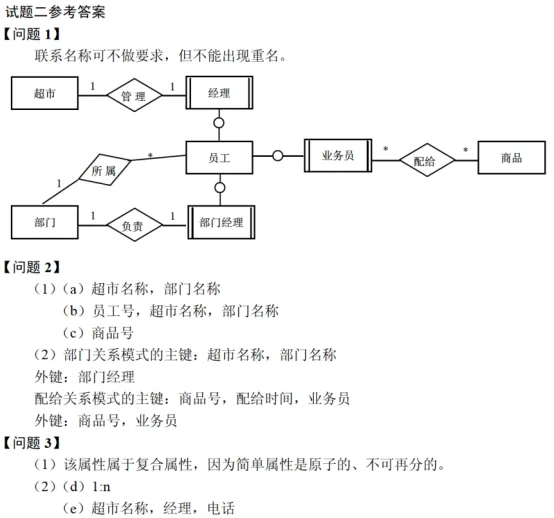 试题二参考答案
【问题 1】
联系名称可不做要求，但不能出现重名。
超市 1 管 理 1 经理
员工 业务员 * 配给 * 商品
所 属 *
1
部门 1 负责 1 部门经理
【问题 2】
（1）（a）超市名称，部门名称
（b）员工号，超市名称，部门名称
（c）商品号
（2）部门关系模式的主键：超市名称，部门名称
外键：部门经理
配给关系模式的主键：商品号，配给时间，业务员
外键：商品号，业务员
【问题 3】
（1）该属性属于复合属性，因为简单属性是原子的、不可再分的。
（2）（d）1:n
（e）超市名称，经理，电话